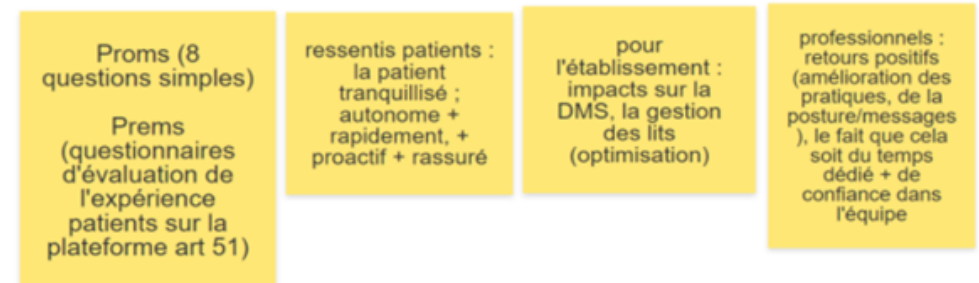 Proms (8
questions simples)
Prems
(questionnaires
d'évaluation de
l'expérience
patients sur la
plateforme art 51)
ressentis patients :
la patient
tranquillisé ;
autonome +
rapidement, +
proactif + rassuré
pour
l'établissement :
impacts sur la
DMS, la gestion
des lits
(optimisation)
professionnels :
retours positifs
(amélioration des
pratiques, de la
posture/messages
), le fait que cela
soit du temps
dédié + de
confiance dans
l'équipe